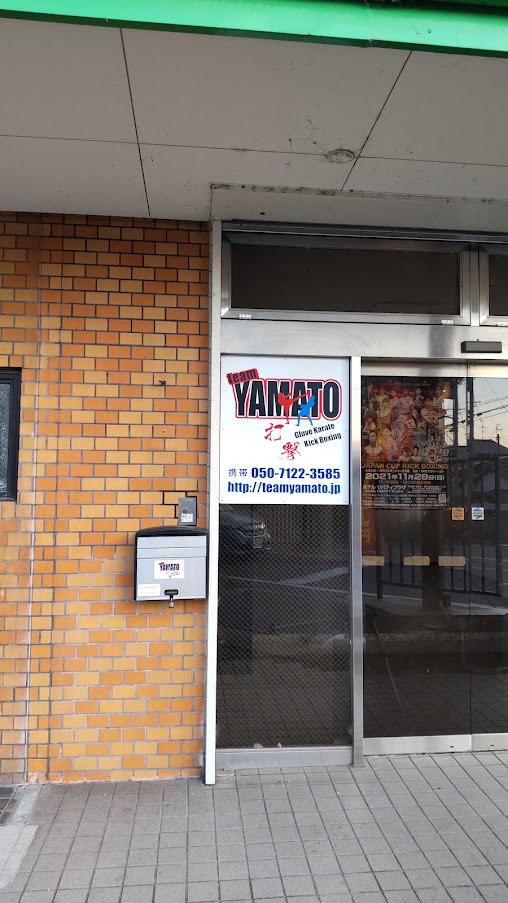 team
YAMATO
打撃
Glove Karate
Kick Boxing
携帯 050-7122-3585
http://teamyamato.jp
YAMATO
JAPAN CUP KICK BOXING
2021年11月28日(日)